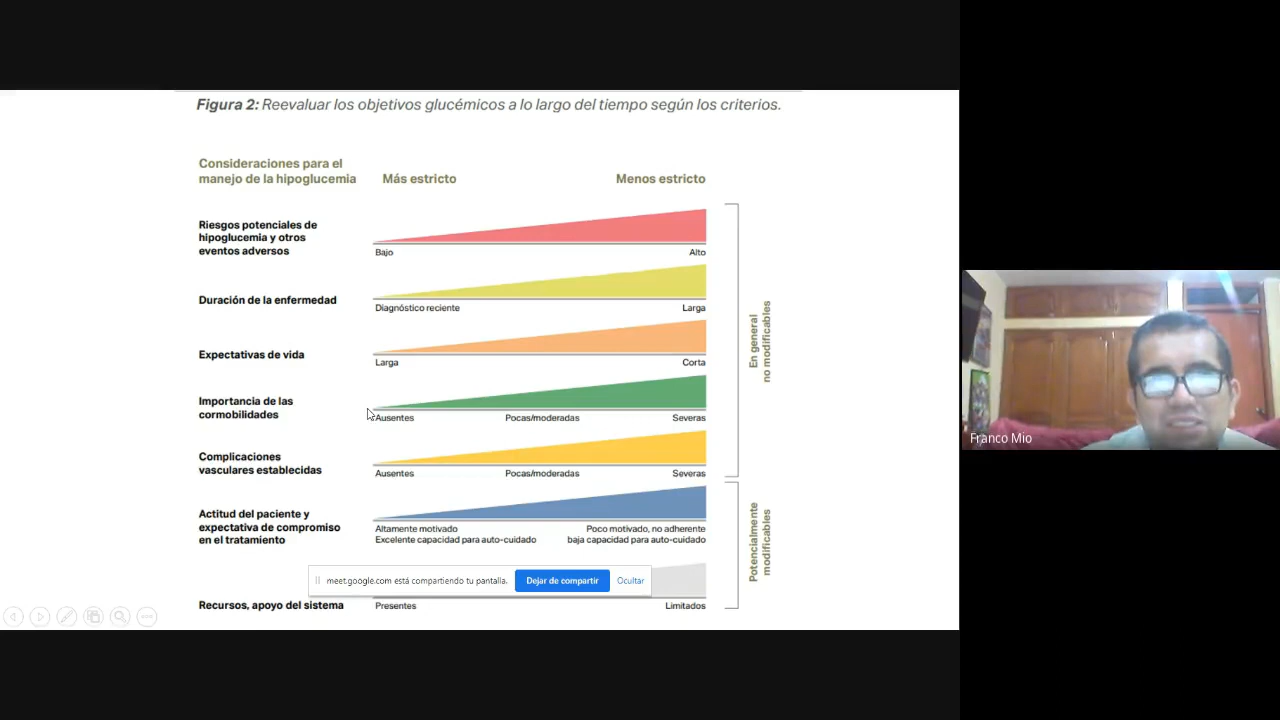 Figura 2: Reevaluar los objetivos glucémicos a lo largo del tiempo según los criterios.
Consideraciones para el
manejo de la hipoglucemia
Más estricto
Menos estricto
Riesgos potenciales de
hipoglucemia y otros
eventos adversos
Bajo
Alto
Duración de la enfermedad
Diagnóstico reciente
Larga
Expectativas de vida
Larga
Corta
Importancia de las
cormobilidades
Ausentes
Pocas/moderadas
Severas
Complicaciones
vasculares establecidas
Ausentes
Pocas/moderadas
Severas
En general
no modificables
Actitud del paciente y
expectativa de compromiso
en el tratamiento
Altamente motivado
Excelente capacidad para auto-cuidado
Poco motivado, no adherente
baja capacidad para auto-cuidado
Recursos, apoyo del sistema
Presentes
Limitados
Potencialmente
modificables
meet.google.com está compartiendo tu pantalla.
Dejar de compartir
Ocultar
Franco Mio